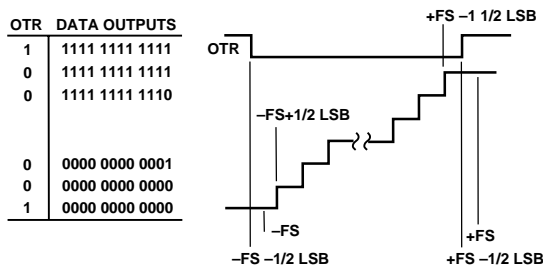 OTR DATA OUTPUTS
1 1111 1111 1111
0 1111 1111 1111
0 1111 1111 1110
0 0000 0000 0001
0 0000 0000 0000
1 0000 0000 0000
+FS –1 1/2 LSB
OTR
–FS+1/2 LSB
–FS
+FS
–FS –1/2 LSB
+FS –1/2 LSB